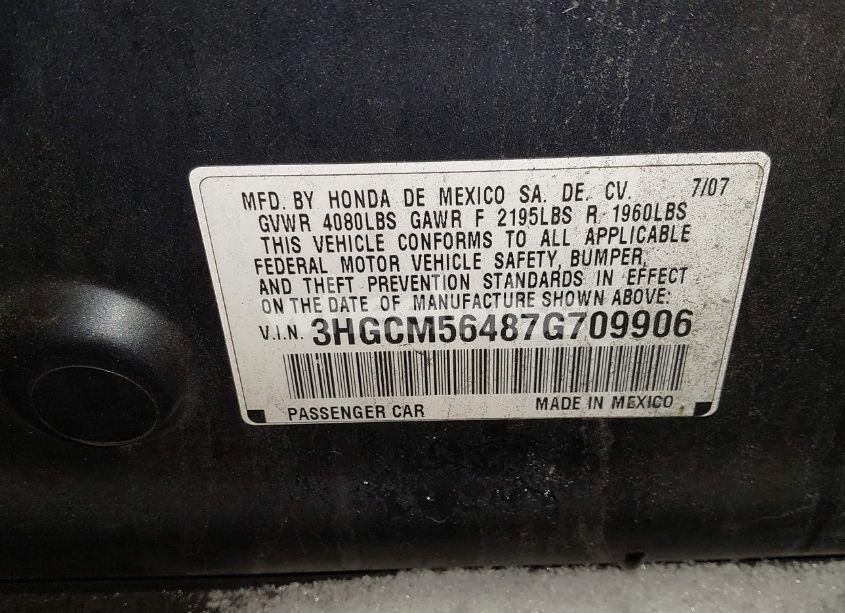 MFD. BY HONDA DE MEXICO SA. DE. CV. 7/07
GVWR 4080LBS GAWR F 2195LBS R 1960LBS
THIS VEHICLE CONFORMS TO ALL APPLICABLE
FEDERAL MOTOR VEHICLE SAFETY, BUMPER,
AND THEFT PREVENTION STANDARDS IN EFFECT
ON THE DATE OF MANUFACTURE SHOWN ABOVE:
V.I.N. 3HGCM56487G709906
PASSENGER CAR MADE IN MEXICO